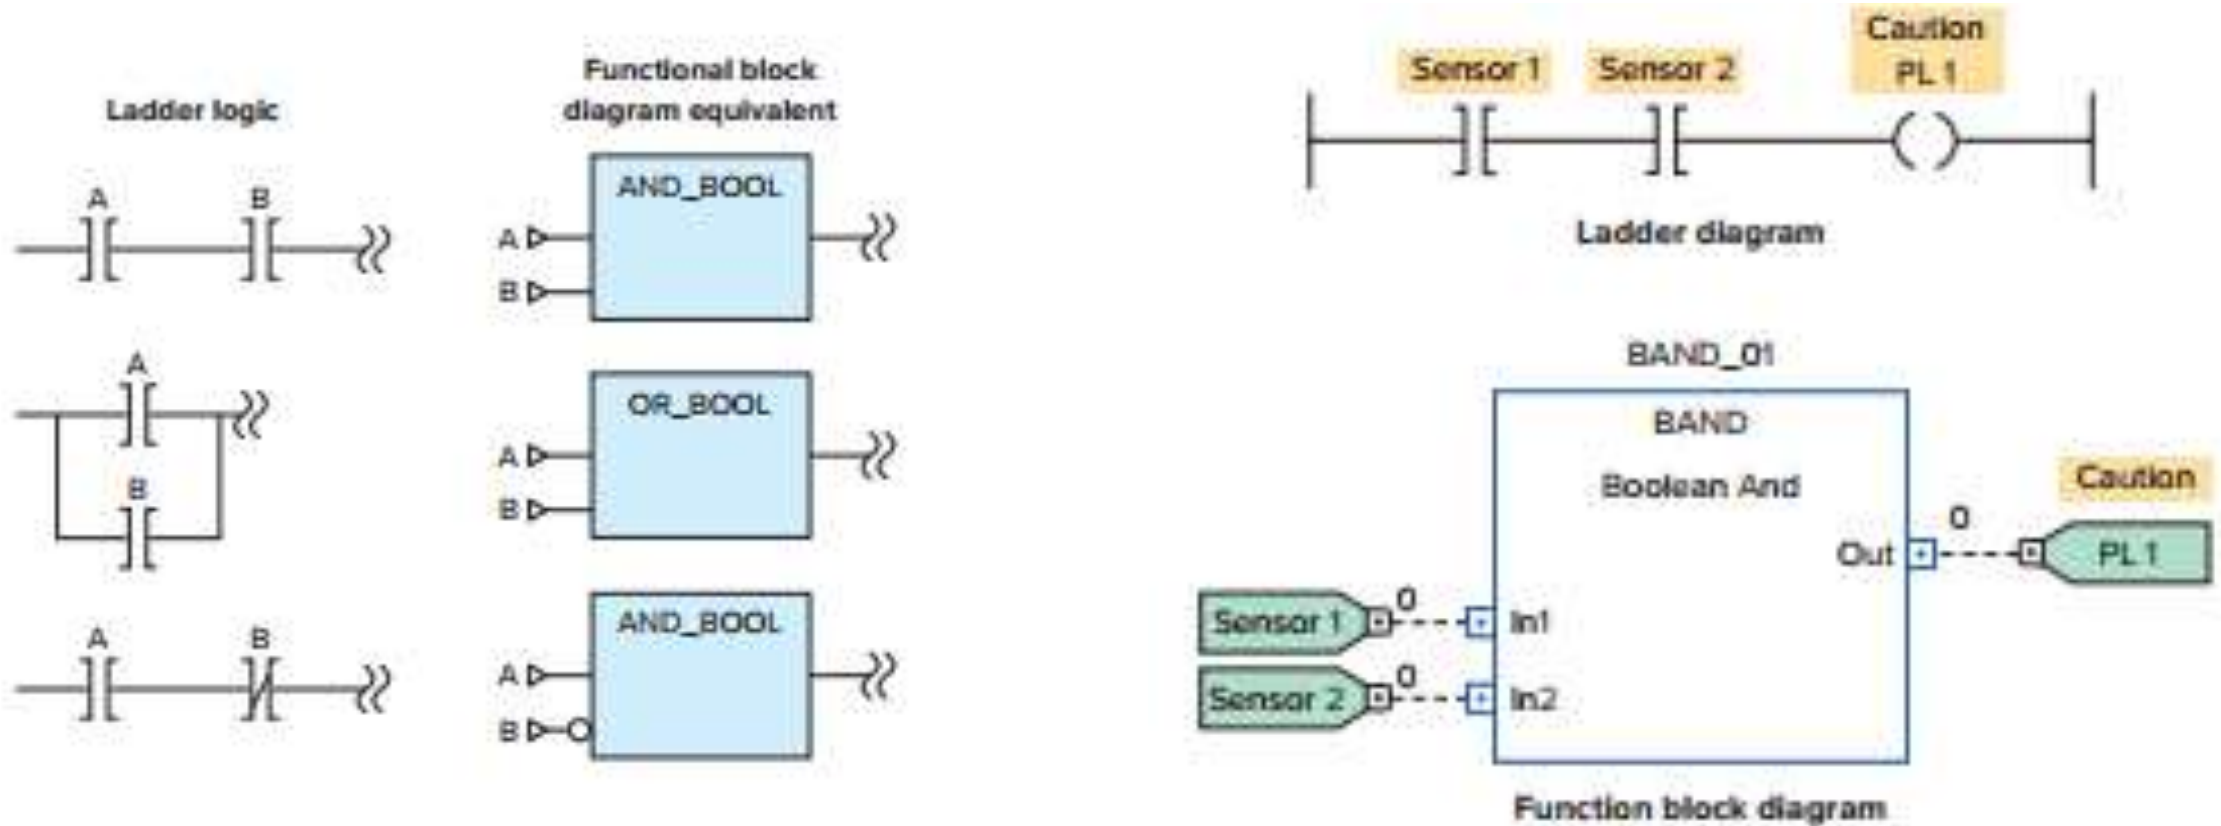 Ladder logic
Functional block
diagram equivalent
A
B
AND_BOOL
A
B
A
B
OR_BOOL
A
B
A
B
AND_BOOL
A
B
Sensor 1
Sensor 2
Caution
PL 1
Ladder diagram
BAND_01
BAND
Boolean And
Caution
0
Out
PL 1
Sensor 1
0
In1
Sensor 2
0
In2
Function block diagram